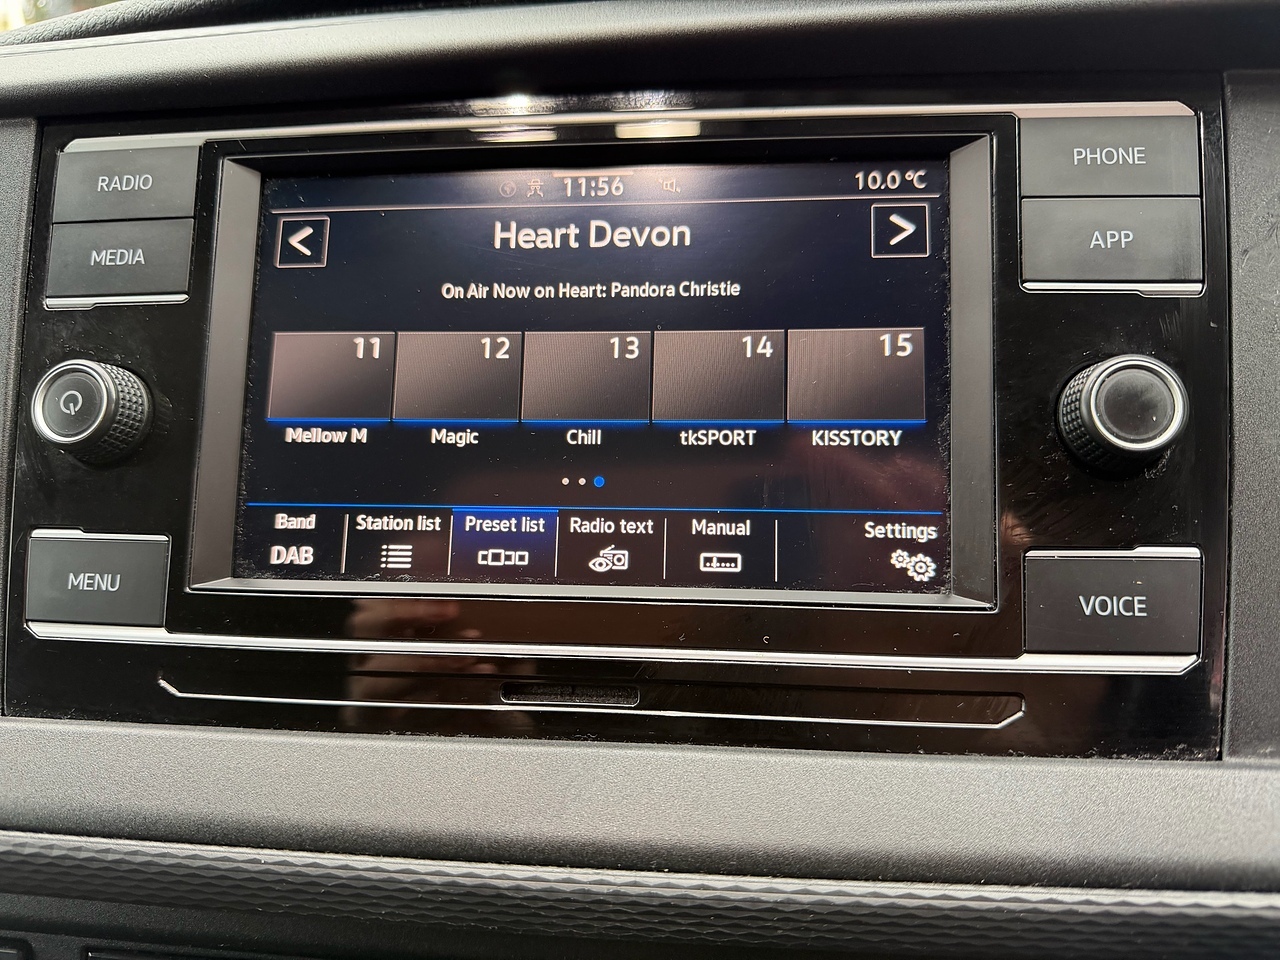 RADIO
MEDIA
MENU
PHONE
APP
VOICE
11:56
10.0°C
< Heart Devon >
On Air Now on Heart: Pandora Christie
11 12 13 14 15
Mellow M Magic Chill tkSPORT KISSTORY
Band Station list Preset list Radio text Manual Settings
DAB